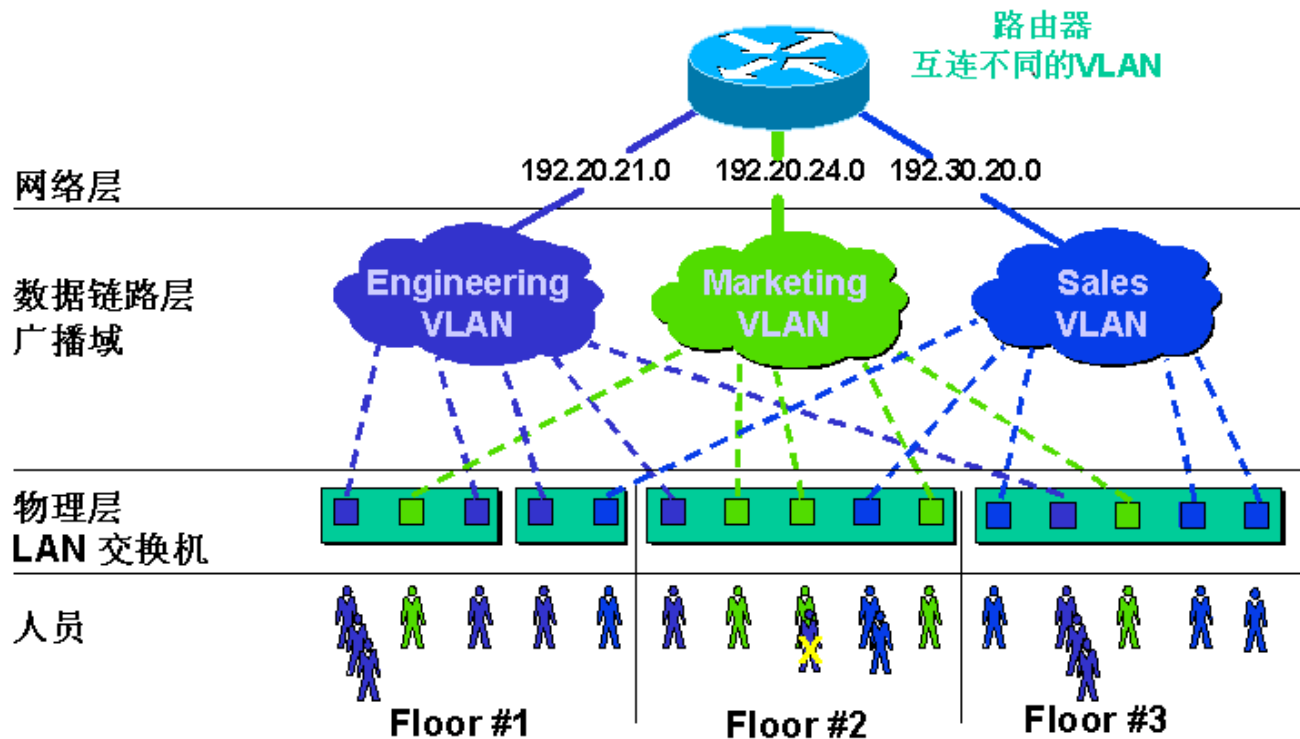 路由器
互连不同的VLAN
192.20.21.0
192.20.24.0
192.30.20.0
网络层
Engineering
VLAN
Marketing
VLAN
Sales
VLAN
数据链路层
广播域
物理层
LAN 交换机
人员
Floor #1
Floor #2
Floor #3